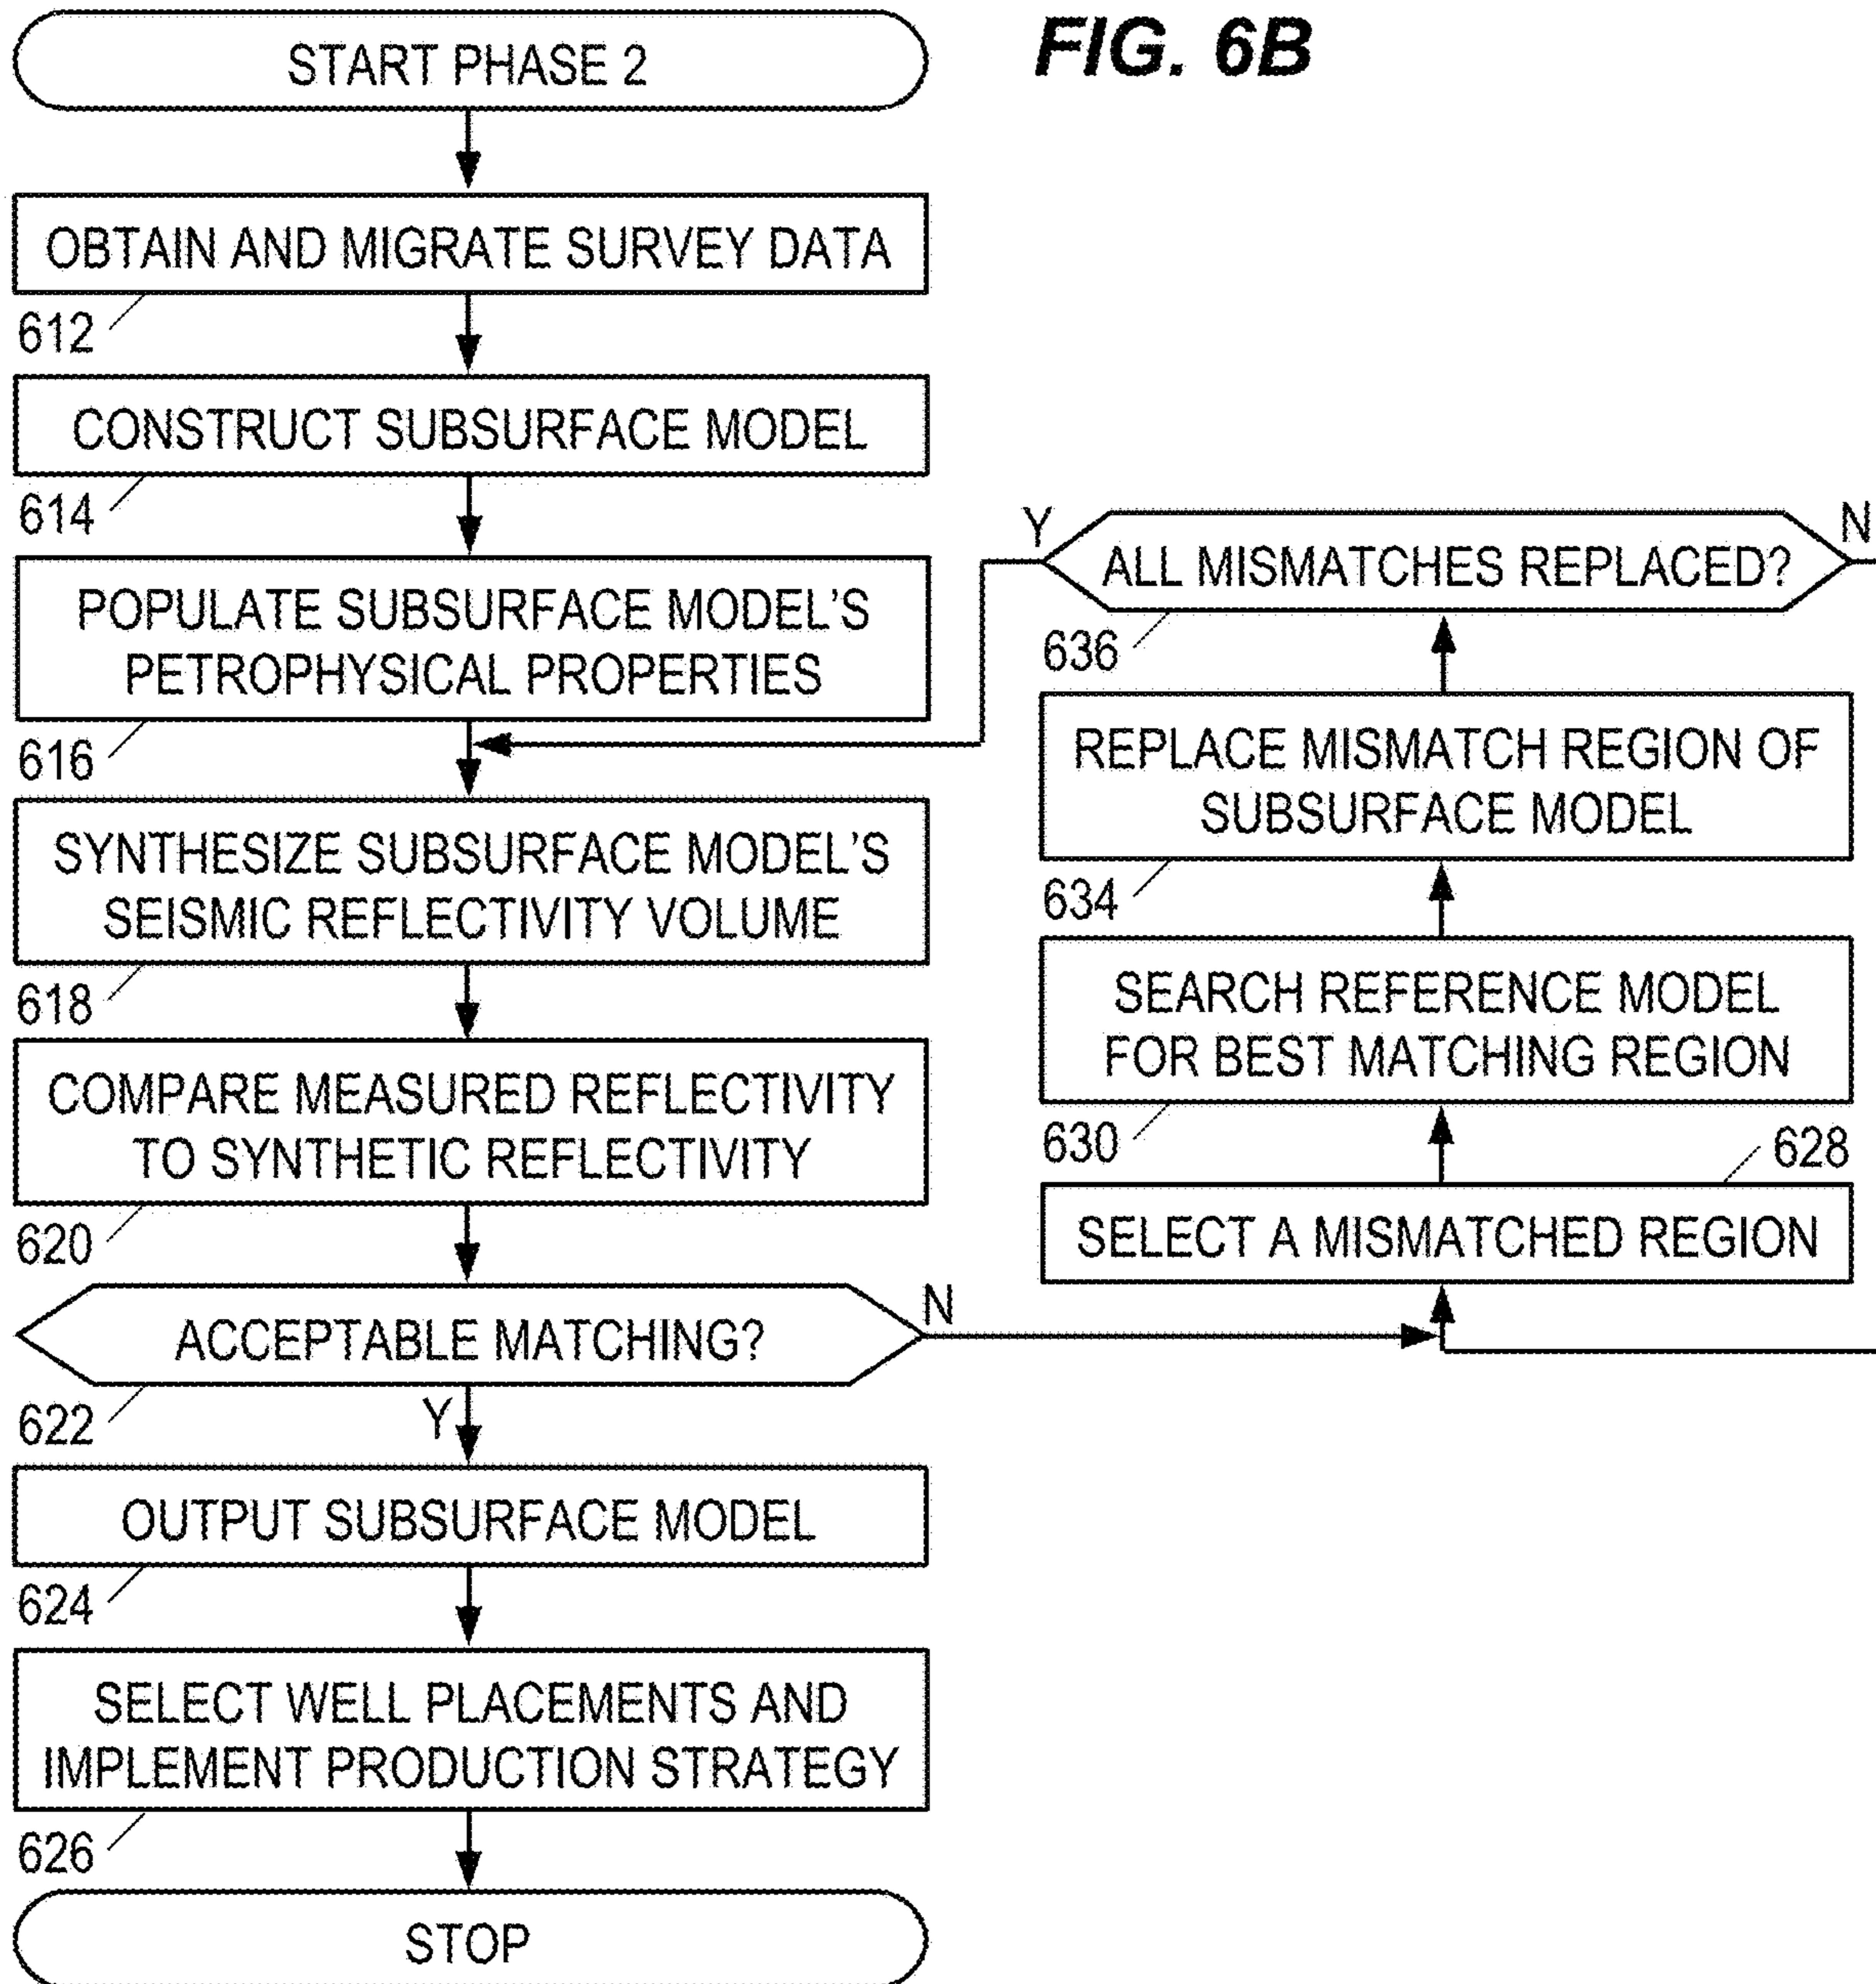 FIG. 6B
START PHASE 2
OBTAIN AND MIGRATE SURVEY DATA
612
CONSTRUCT SUBSURFACE MODEL
614
POPULATE SUBSURFACE MODEL'S
PETROPHYSICAL PROPERTIES
616
SYNTHESIZE SUBSURFACE MODEL'S
SEISMIC REFLECTIVITY VOLUME
618
COMPARE MEASURED REFLECTIVITY
TO SYNTHETIC REFLECTIVITY
620
ACCEPTABLE MATCHING?
N
622
Y
OUTPUT SUBSURFACE MODEL
624
SELECT WELL PLACEMENTS AND
IMPLEMENT PRODUCTION STRATEGY
626
STOP
Y
N
ALL MISMATCHES REPLACED?
636
REPLACE MISMATCH REGION OF
SUBSURFACE MODEL
634
SEARCH REFERENCE MODEL
FOR BEST MATCHING REGION
630
628
SELECT A MISMATCHED REGION